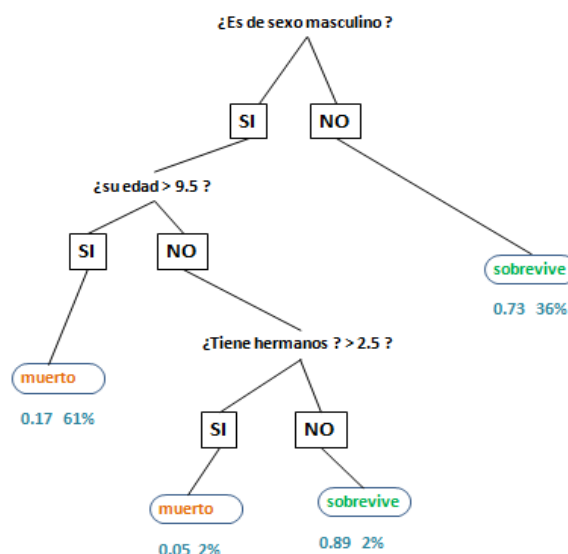 ¿Es de sexo masculino ?
SI NO
¿su edad > 9.5 ?
SI NO
sobrevive
0.73 36%
¿Tiene hermanos ? > 2.5 ?
muerto
0.17 61%
SI NO
muerto
0.05 2%
sobrevive
0.89 2%